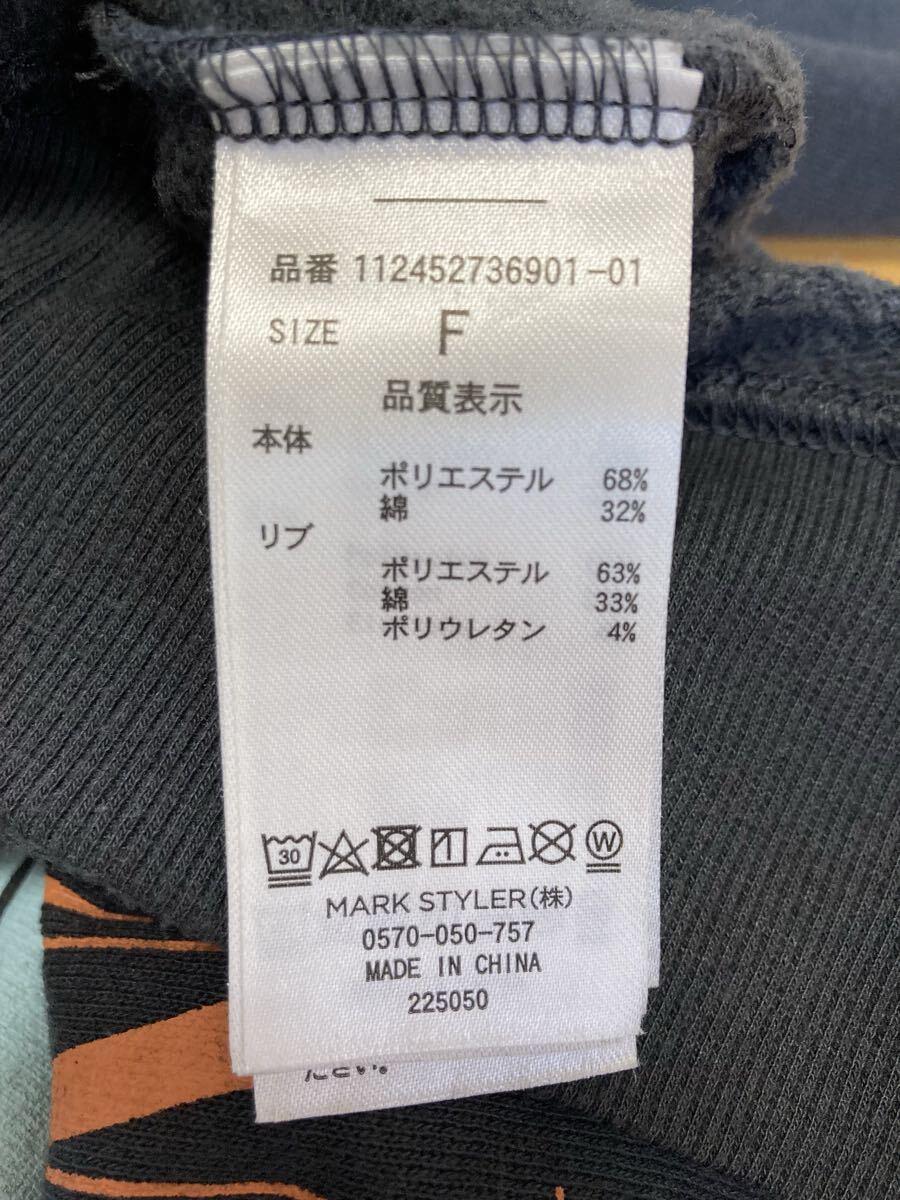 品番 112452736901-01
SIZE F
品質表示
本体
ポリエステル 68%
綿 32%
リブ
ポリエステル 63%
綿 33%
ポリウレタン 4%
30
W
MARK STYLER(株)
0570-050-757
MADE IN CHINA
225050